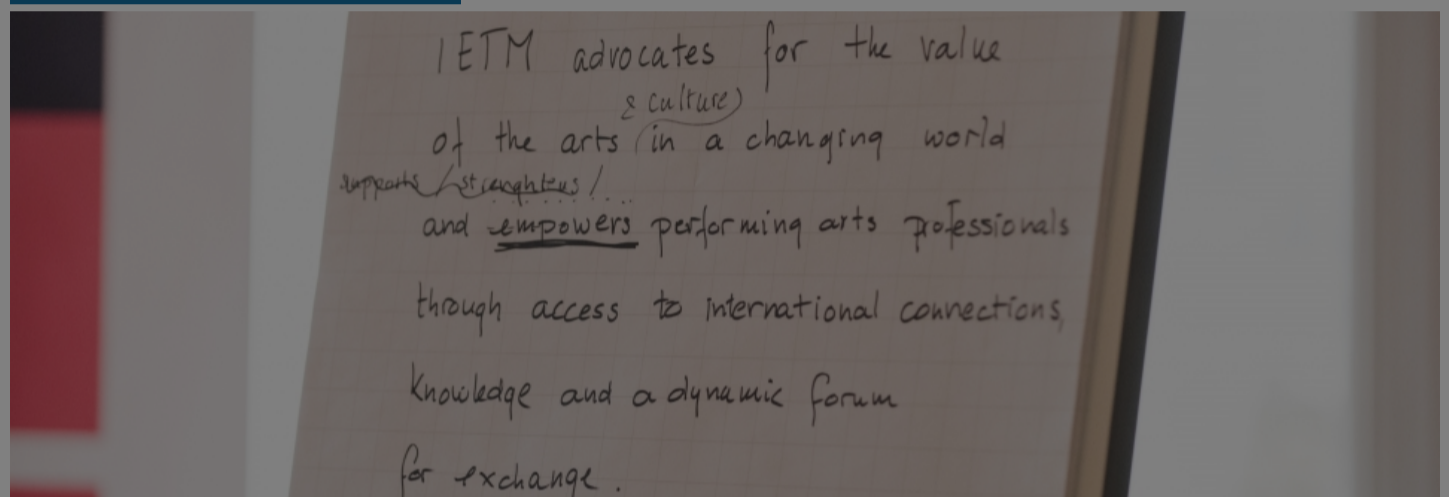 IETM advocates for the value
& culture)
of the arts (in a changing world
supports / strenghtens /
and empowers performing arts professionals
through access to international connections,
knowledge and a dynamic forum
for exchange.